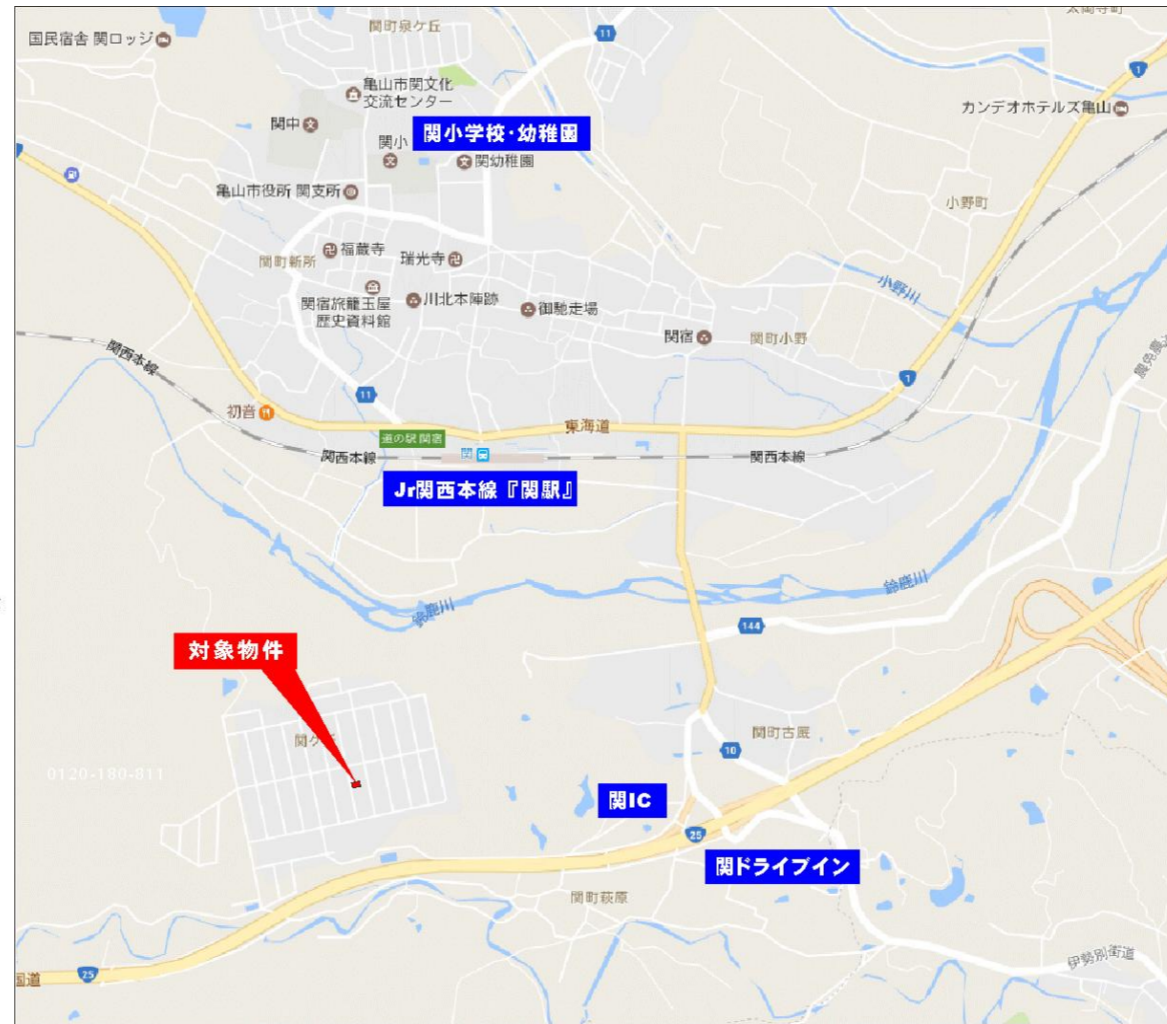 太岡寺町
関町泉ケ丘
国民宿舎 関ロッジ
11
1
亀山市関文化
交流センター
カンデオホテルズ亀山
関中
関小学校・幼稚園
関小
関幼稚園
亀山市役所 関支所
小野町
福蔵寺
瑞光寺
関町新所
小野川
関宿旅籠玉屋
歴史資料館
川北本陣跡
御馳走場
関宿
関町小野
関西本線
1
11
初音
東海道
道の駅 関宿
関西本線
関
関西本線
Jr関西本線『関駅』
鈴鹿川
鈴鹿川
144
対象物件
関ケ丘
関町古厩
10
0120-180-811
関IC
25
関ドライブイン
関町萩原
伊勢別街道
国道
25